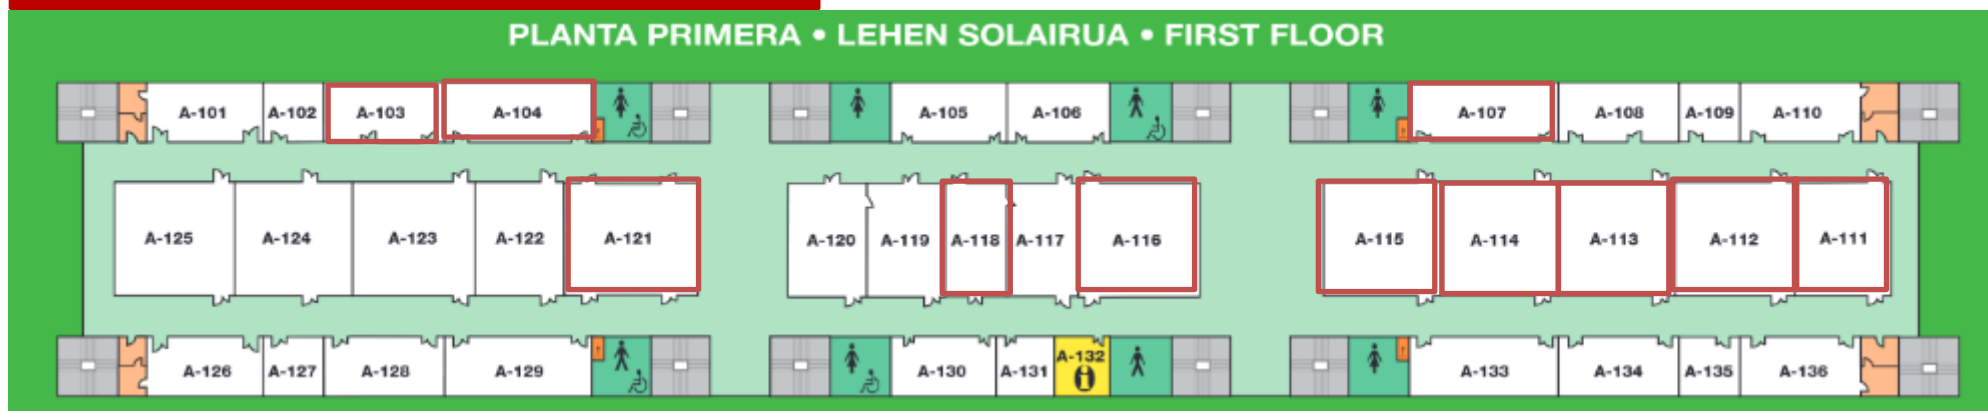 PLANTA PRIMERA • LEHEN SOLAIRUA • FIRST FLOOR
A-101 A-102 A-103 A-104 A-105 A-106 A-107 A-108 A-109 A-110
A-125 A-124 A-123 A-122 A-121 A-120 A-119 A-118 A-117 A-116 A-115 A-114 A-113 A-112 A-111
A-132
A-126 A-127 A-128 A-129 A-130 A-131 A-133 A-134 A-135 A-136